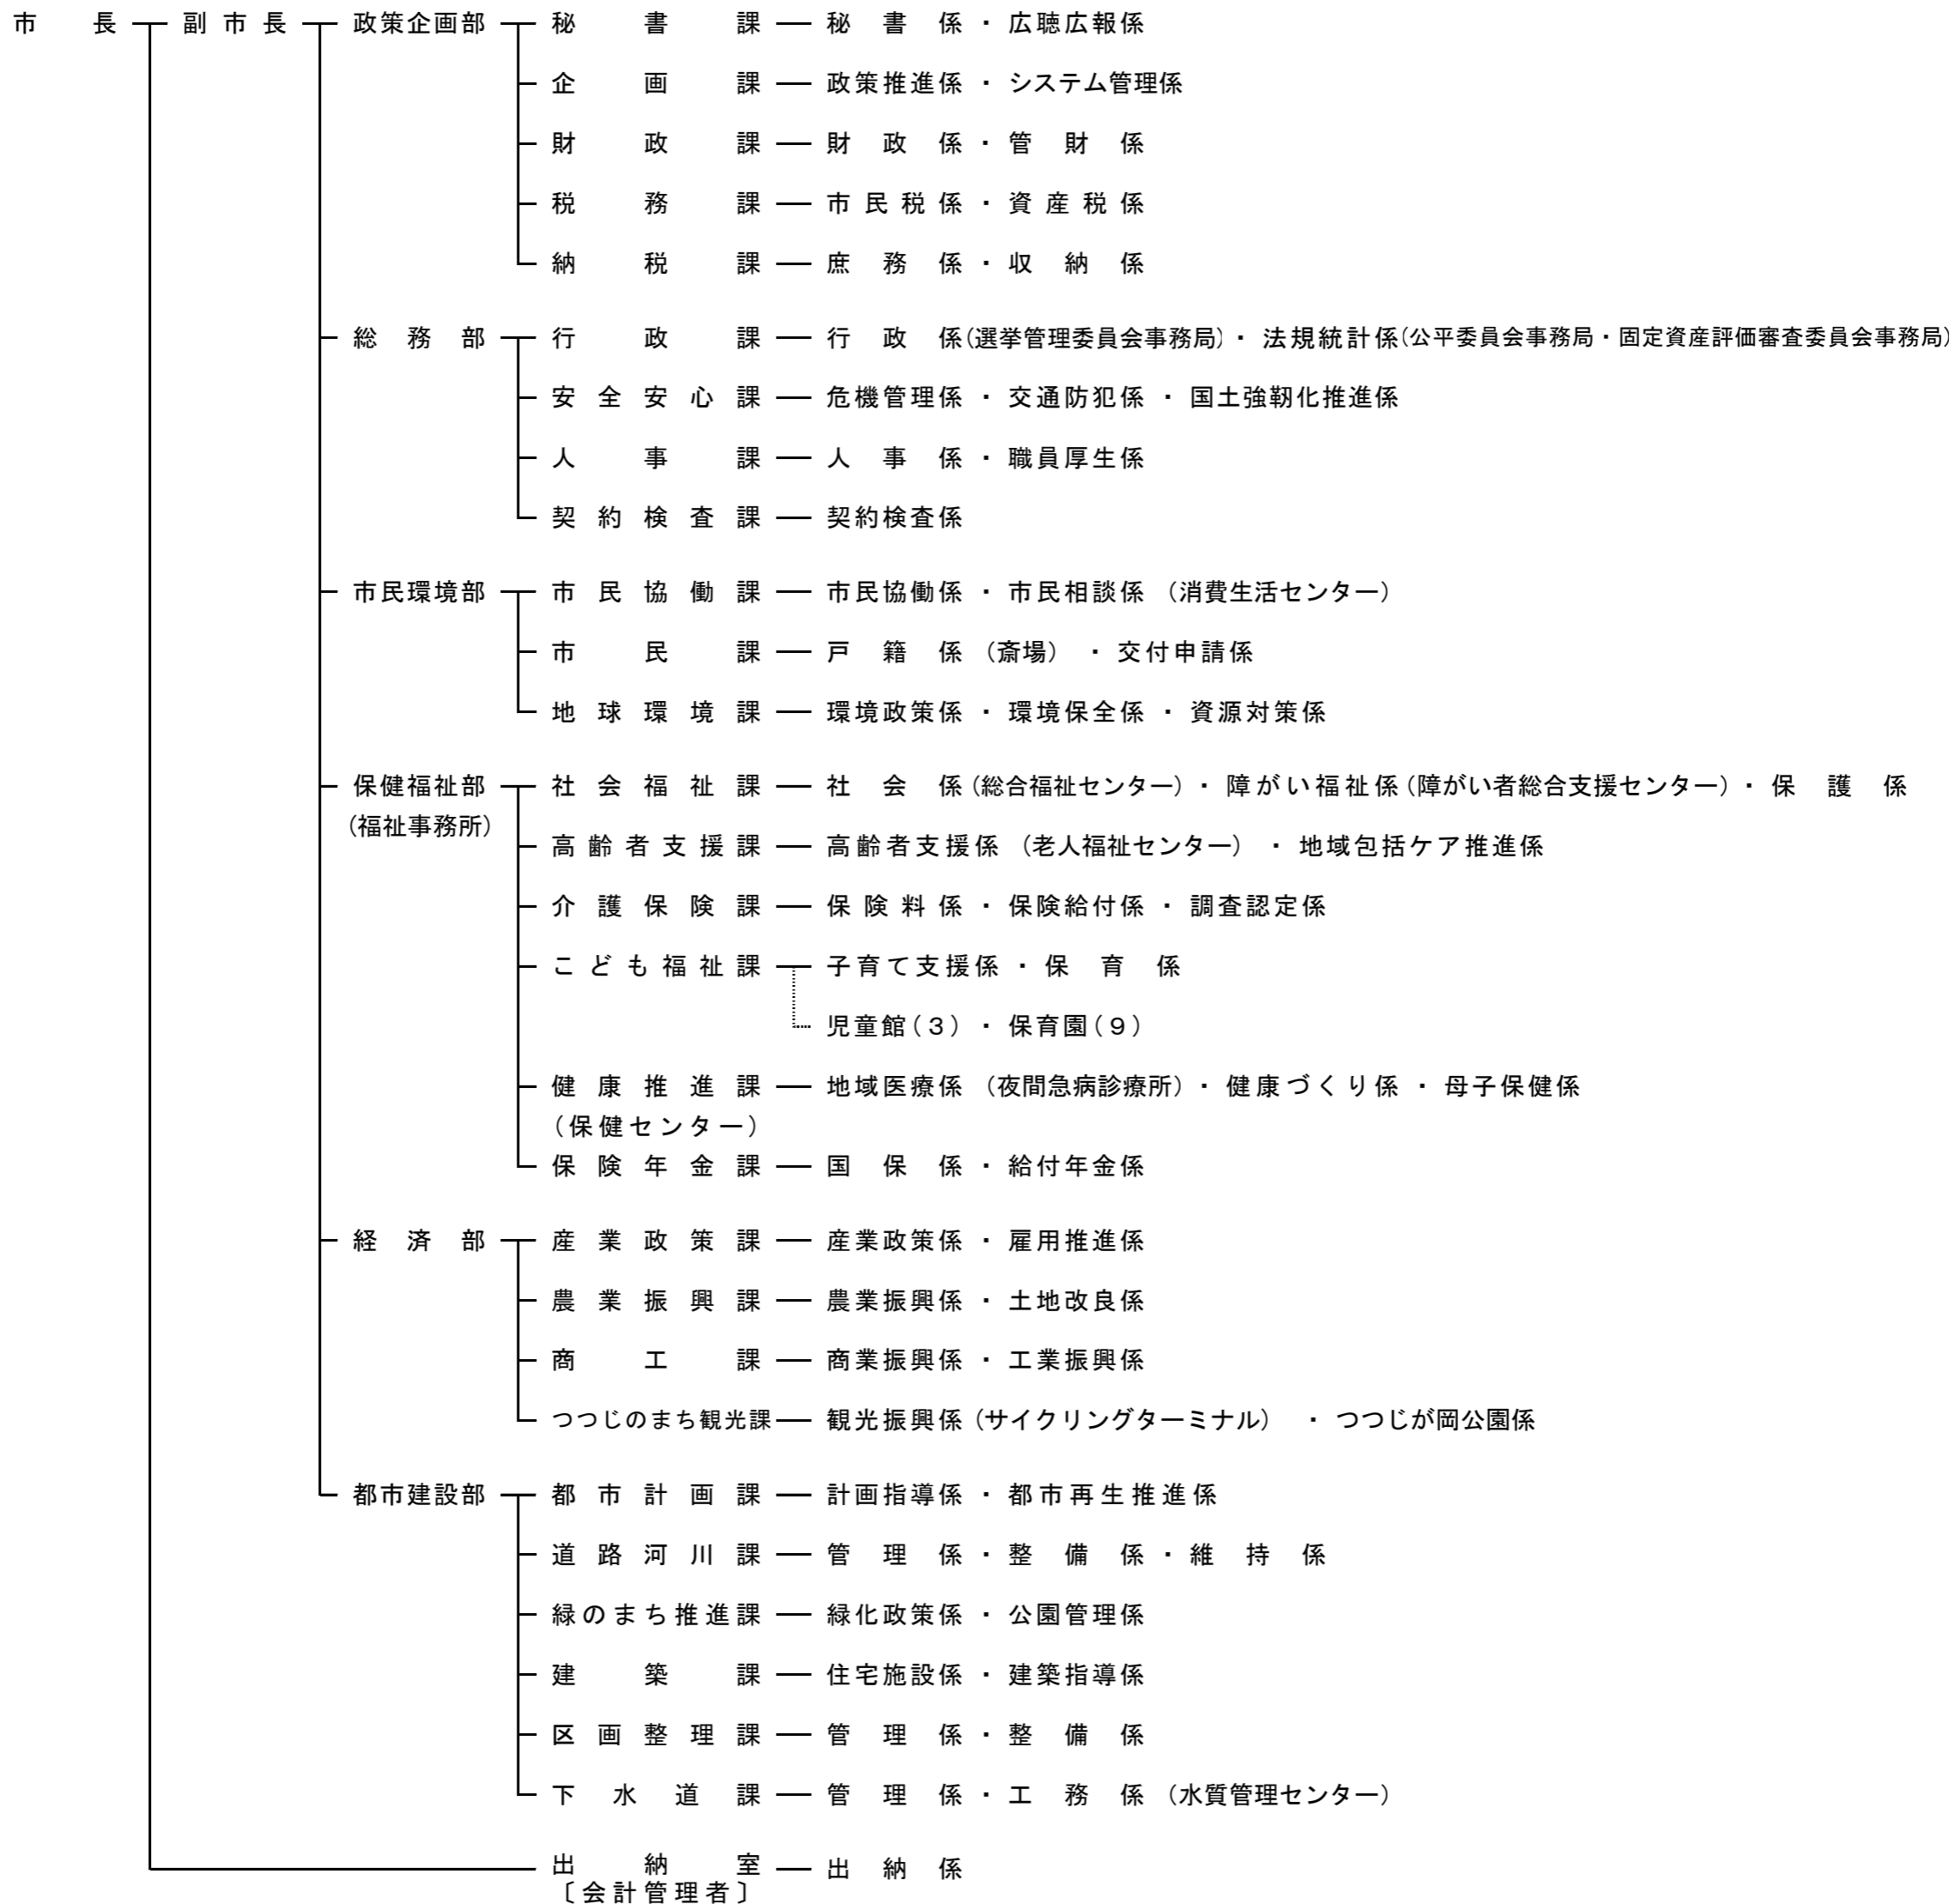 市長 副市長 政策企画部 秘書課 秘書係・広聴広報係
企画課 政策推進係・システム管理係
財政課 財政係・管財係
税務課 市民税係・資産税係
納税課 庶務係・収納係
総務部 行政課 行政係(選挙管理委員会事務局)・法規統計係(公平委員会事務局・固定資産評価審査委員会事務局)
安全安心課 危機管理係・交通防犯係・国土強靭化推進係
人事課 人事係・職員厚生係
契約検査課 契約検査係
市民環境部 市民協働課 市民協働係・市民相談係(消費生活センター)
市民課 戸籍係(斎場)・交付申請係
地球環境課 環境政策係・環境保全係・資源対策係
保健福祉部 社会福祉課 社会係(総合福祉センター)・障がい福祉係(障がい者総合支援センター)・保護係
(福祉事務所)
高齢者支援課 高齢者支援係(老人福祉センター)・地域包括ケア推進係
介護保険課 保険料係・保険給付係・調査認定係
こども福祉課 子育て支援係・保育係
児童館(3)・保育園(9)
健康推進課 地域医療係(夜間急病診療所)・健康づくり係・母子保健係
(保健センター)
保険年金課 国保係・給付年金係
経済部 産業政策課 産業政策係・雇用推進係
農業振興課 農業振興係・土地改良係
商工課 商業振興係・工業振興係
つつじのまち観光課 観光振興係(サイクリングターミナル)・つつじが岡公園係
都市建設部 都市計画課 計画指導係・都市再生推進係
道路河川課 管理係・整備係・維持係
緑のまち推進課 緑化政策係・公園管理係
建築課 住宅施設係・建築指導係
区画整理課 管理係・整備係
下水道課 管理係・工務係(水質管理センター)
出納室 出納係
〔会計管理者〕